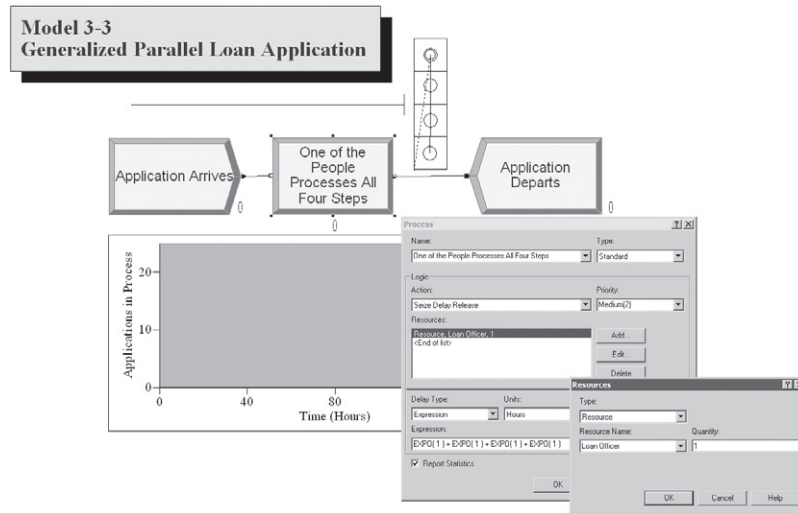 Model 3-3
Generalized Parallel Loan Application
Application Arrives
0
One of the
People
Processes All
Four Steps
0
Application
Departs
0
Applications in Process
20
10
0
0
40
80
Time (Hours)
Process
Name:
Type:
One of the People Processes All Four Steps
Standard
Logic
Action:
Priority:
Seize Delay Release
Medium(2)
Resources:
Resource, Loan Officer, 1
<End of list>
Add...
Edit...
Delete
Delay Type:
Units:
Expression
Hours
Expression:
EXPO( 1 ) + EXPO( 1 ) + EXPO( 1 ) + EXPO( 1 )
Report Statistics
OK
Resources
Type:
Resource
Resource Name:
Quantity:
Loan Officer
1
OK
Cancel
Help